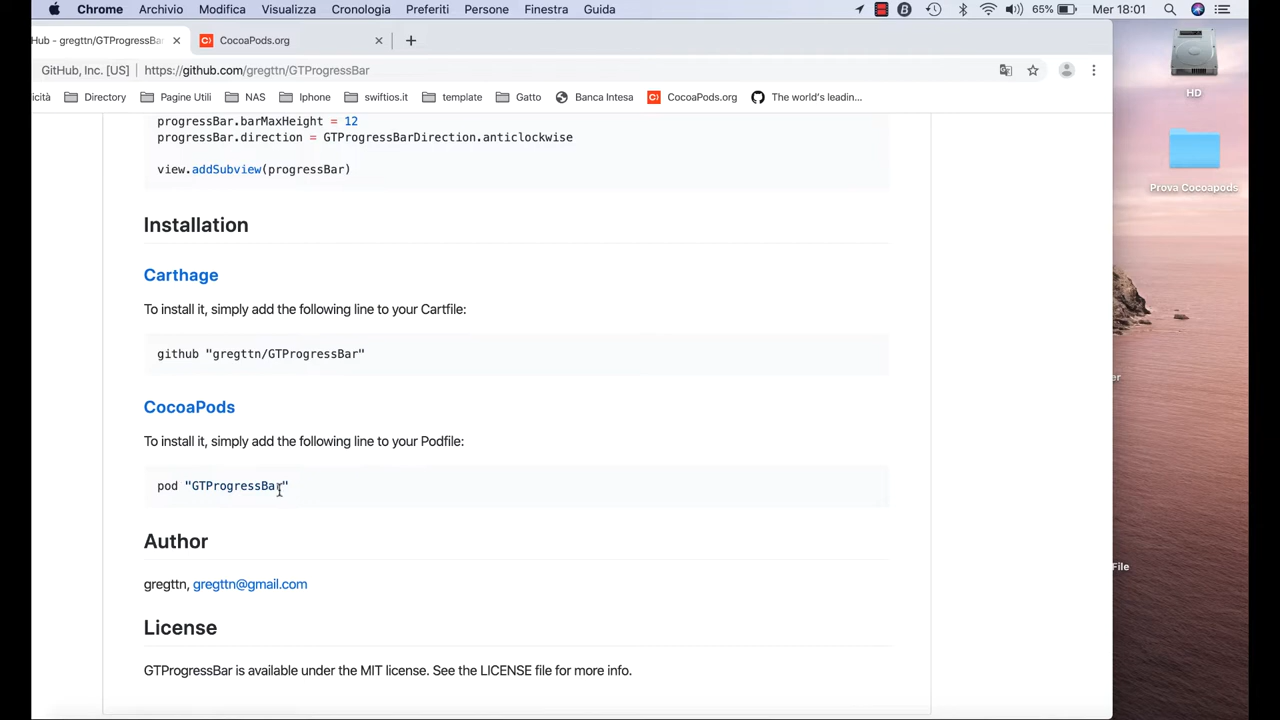 Chrome Archivio Modifica Visualizza Cronologia Preferiti Persone Finestra Guida 65% Mer 18:01
Hub - gregttn/GTProgressBar CocoaPods.org
GitHub, Inc. [US] https://github.com/gregttn/GTProgressBar
icità Directory Pagine Utili NAS Iphone swiftios.it template Gatto Banca Intesa CocoaPods.org The world's leadin...
HD
Prova Cocoapods
er
File
progressBar.barMaxHeight = 12
progressBar.direction = GTProgressBarDirection.anticlockwise
view.addSubview(progressBar)
Installation
Carthage
To install it, simply add the following line to your Cartfile:
github "gregttn/GTProgressBar"
CocoaPods
To install it, simply add the following line to your Podfile:
pod "GTProgressBar"
Author
gregttn, gregttn@gmail.com
License
GTProgressBar is available under the MIT license. See the LICENSE file for more info.